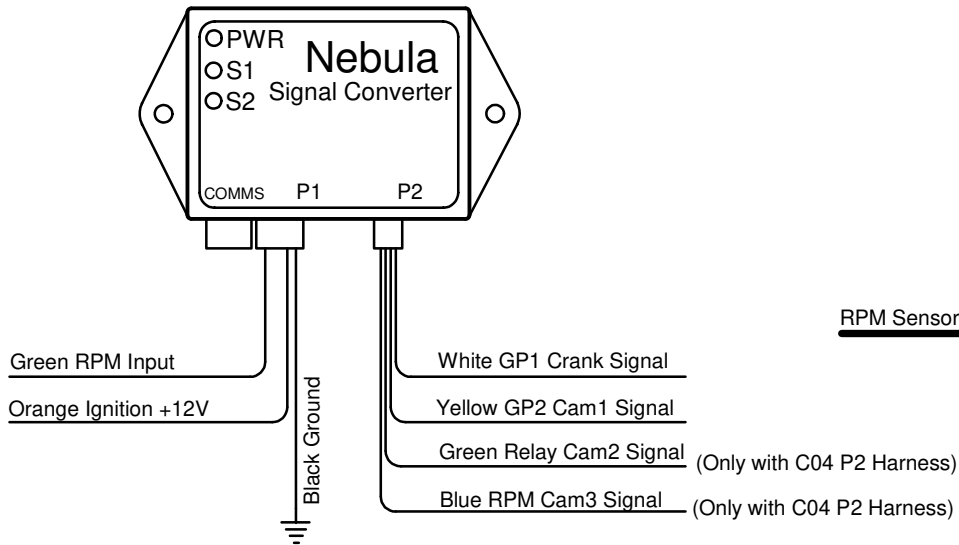 PWR
Nebula
S1
Signal Converter
S2
COMMS
P1
P2
RPM Sensor
Green RPM Input
White GP1 Crank Signal
Orange Ignition +12V
Black Ground
Yellow GP2 Cam1 Signal
Green Relay Cam2 Signal (Only with C04 P2 Harness)
Blue RPM Cam3 Signal (Only with C04 P2 Harness)